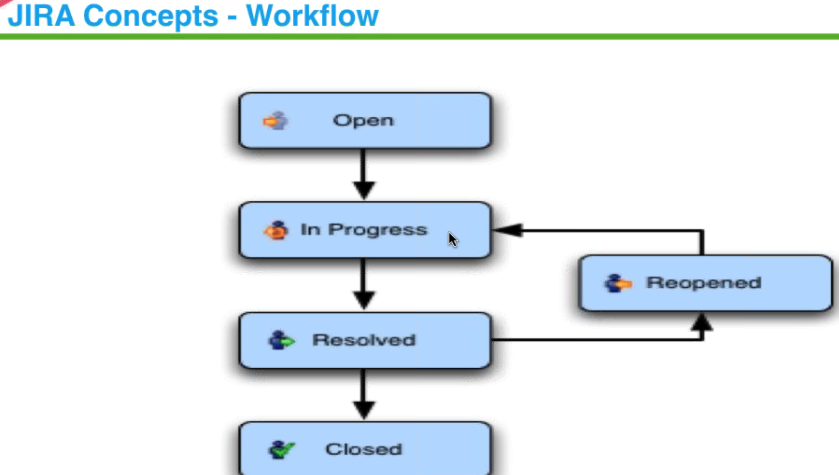 JIRA Concepts - Workflow
Open
In Progress
Reopened
Resolved
Closed